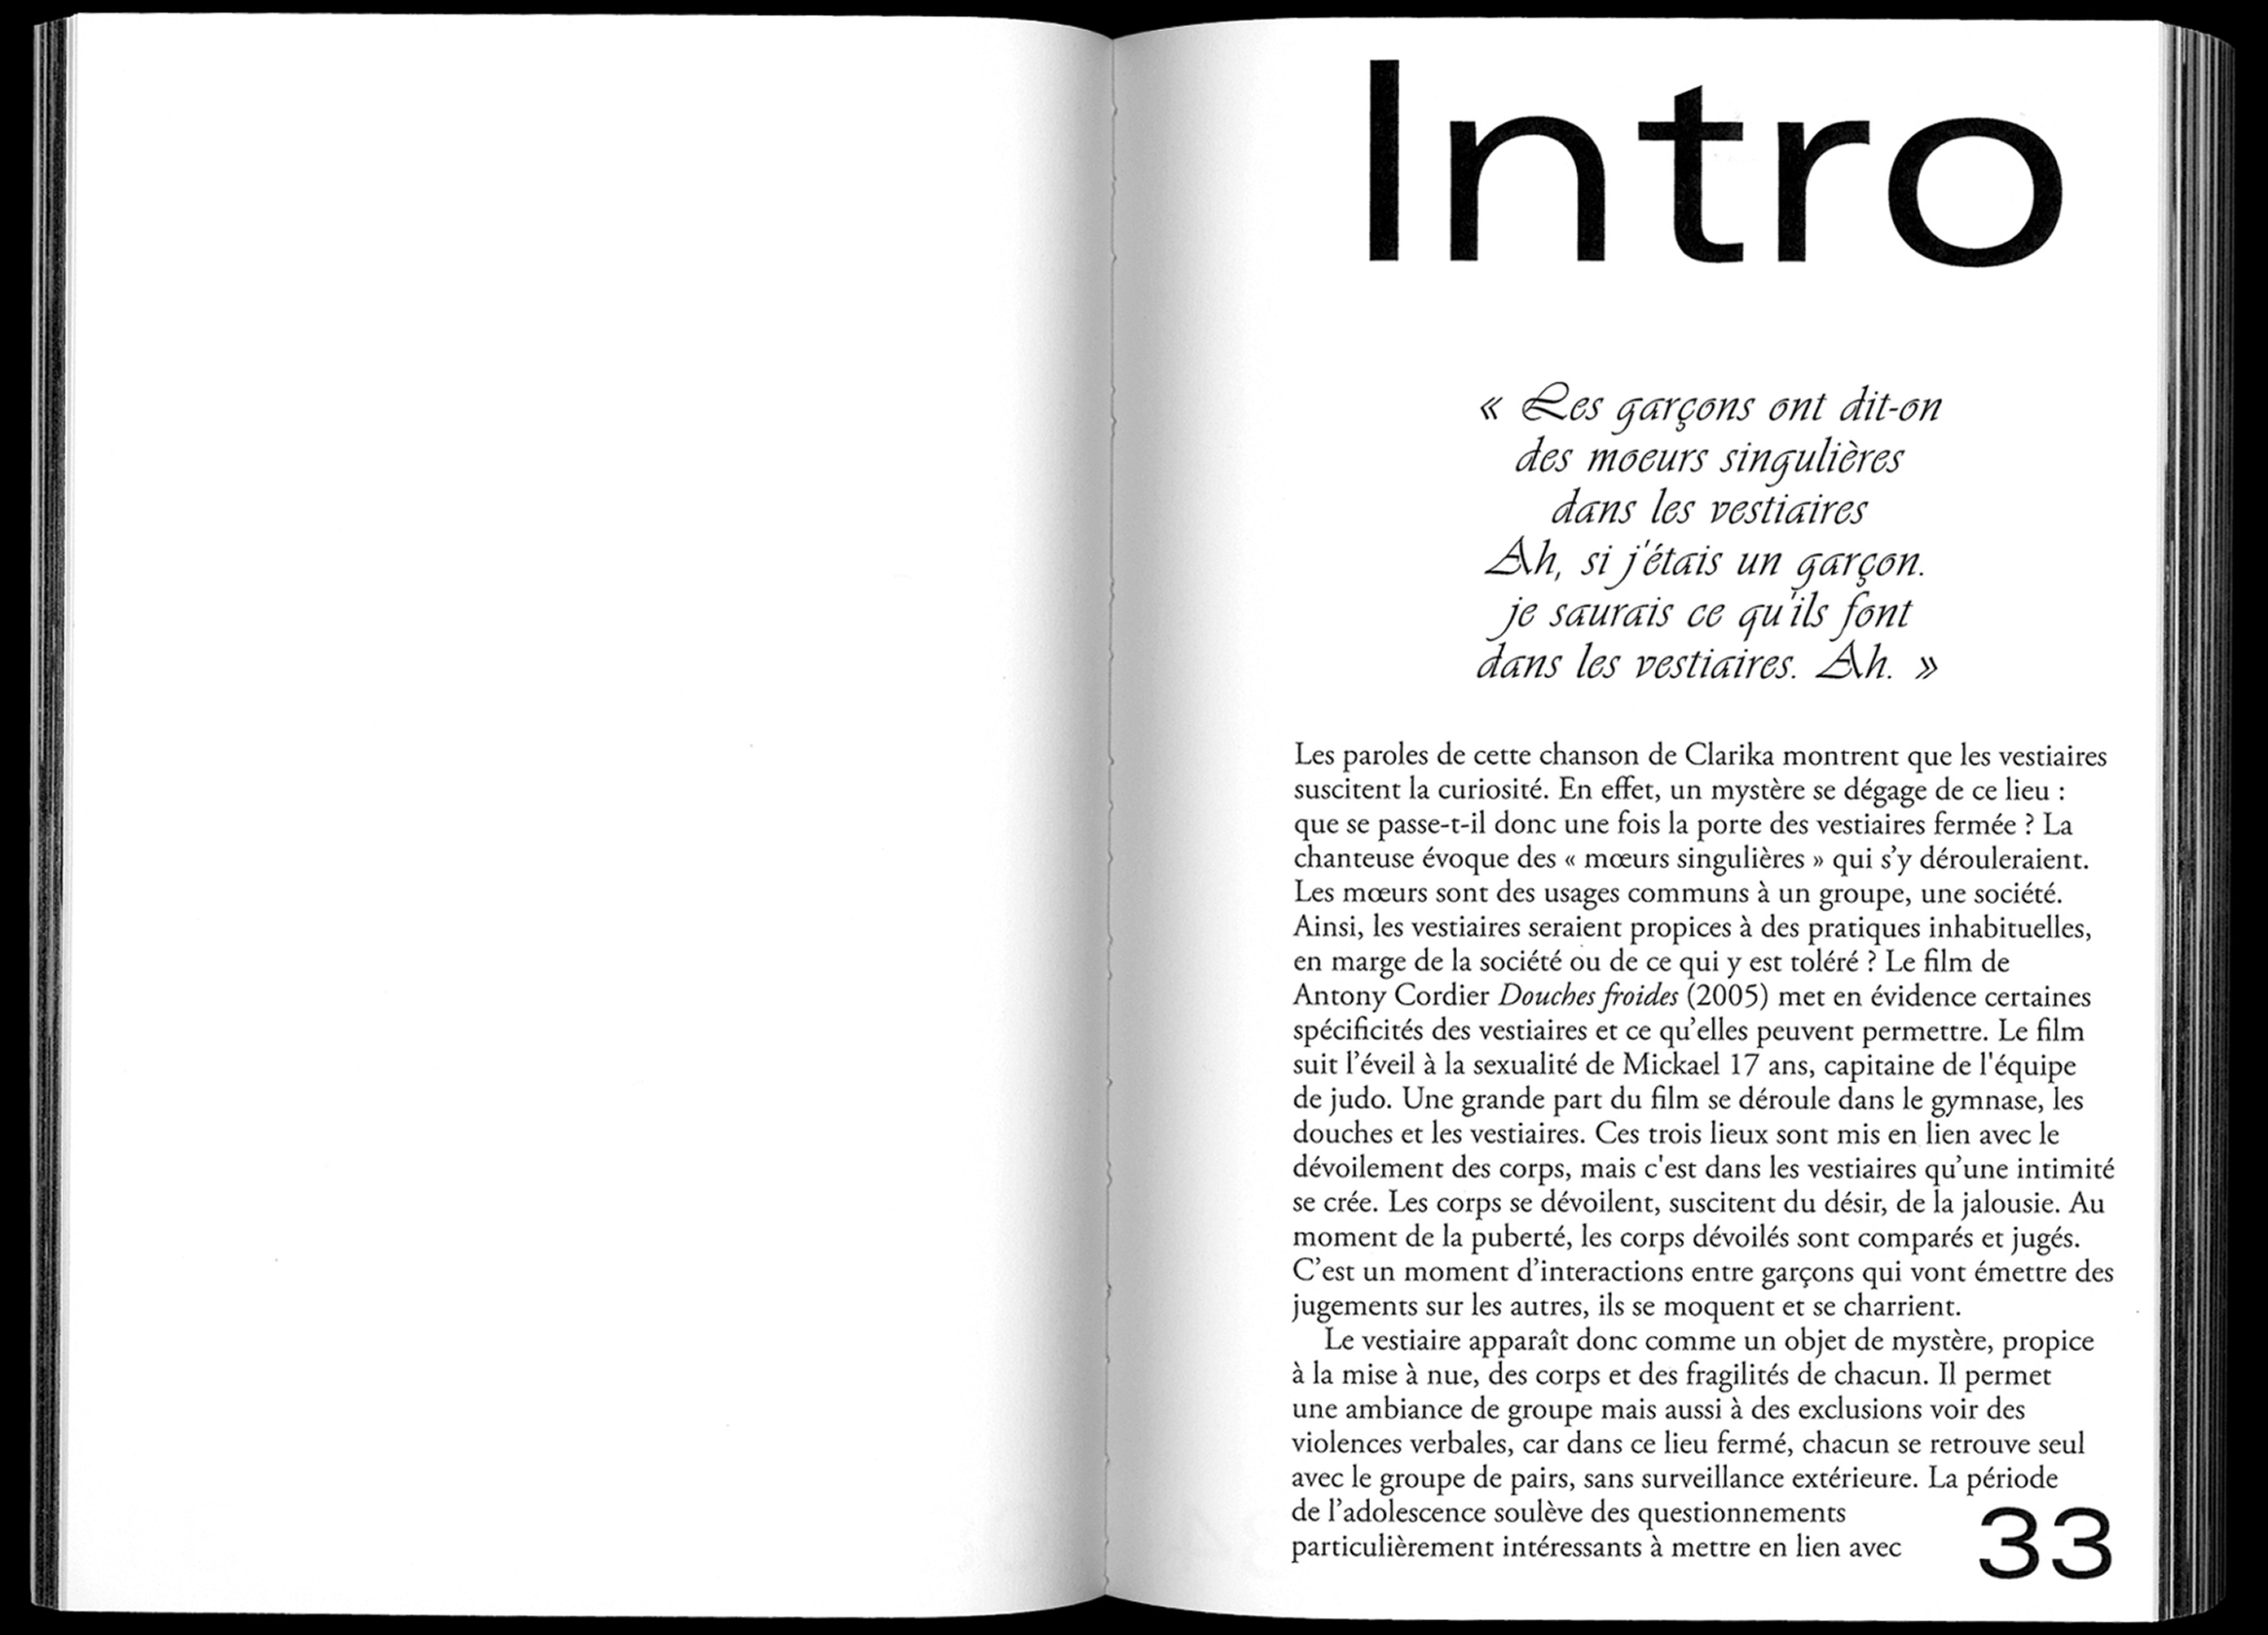 Intro
« Les garçons ont dit-on
des moeurs singulières
dans les vestiaires
Ah, si j'étais un garçon.
je saurais ce qu'ils font
dans les vestiaires. Ah. »
Les paroles de cette chanson de Clarika montrent que les vestiaires
suscitent la curiosité. En effet, un mystère se dégage de ce lieu :
que se passe-t-il donc une fois la porte des vestiaires fermée ? La
chanteuse évoque des « mœurs singulières » qui s’y dérouleraient.
Les mœurs sont des usages communs à un groupe, une société.
Ainsi, les vestiaires seraient propices à des pratiques inhabituelles,
en marge de la société ou de ce qui y est toléré ? Le film de
Antony Cordier Douches froides (2005) met en évidence certaines
spécificités des vestiaires et ce qu’elles peuvent permettre. Le film
suit l’éveil à la sexualité de Mickael 17 ans, capitaine de l'équipe
de judo. Une grande part du film se déroule dans le gymnase, les
douches et les vestiaires. Ces trois lieux sont mis en lien avec le
dévoilement des corps, mais c'est dans les vestiaires qu’une intimité
se crée. Les corps se dévoilent, suscitent du désir, de la jalousie. Au
moment de la puberté, les corps dévoilés sont comparés et jugés.
C’est un moment d’interactions entre garçons qui vont émettre des
jugements sur les autres, ils se moquent et se charrient.
Le vestiaire apparaît donc comme un objet de mystère, propice
à la mise à nue, des corps et des fragilités de chacun. Il permet
une ambiance de groupe mais aussi à des exclusions voir des
violences verbales, car dans ce lieu fermé, chacun se retrouve seul
avec le groupe de pairs, sans surveillance extérieure. La période
de l’adolescence soulève des questionnements
particulièrement intéressants à mettre en lien avec
33